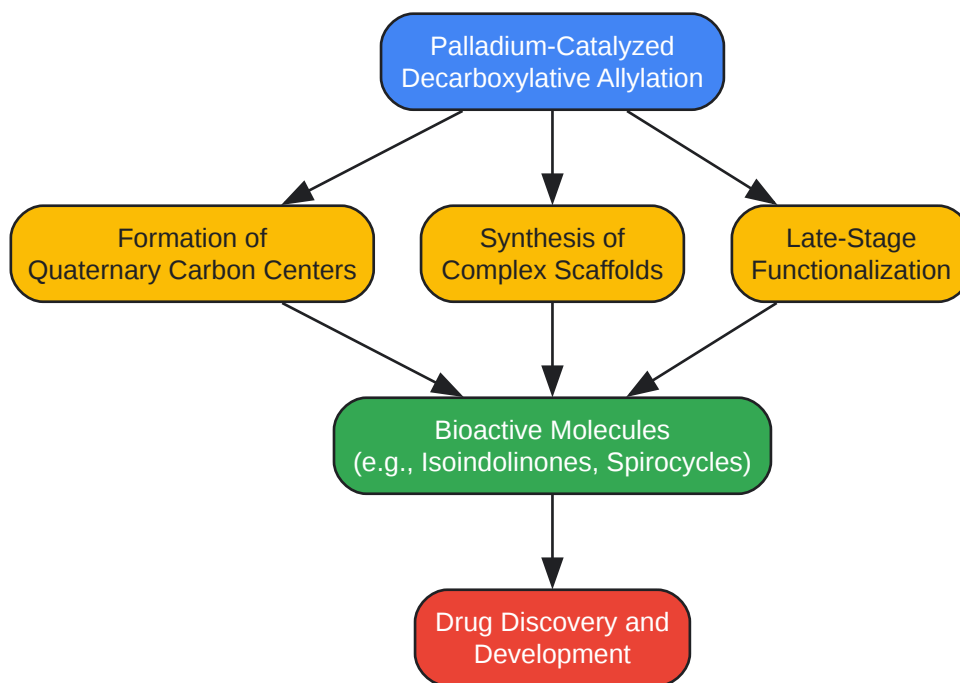 Palladium-Catalyzed
Decarboxylative Allylation
Formation of
Quaternary Carbon Centers
Synthesis of
Complex Scaffolds
Late-Stage
Functionalization
Bioactive Molecules
(e.g., Isoindolinones, Spirocycles)
Drug Discovery and
Development